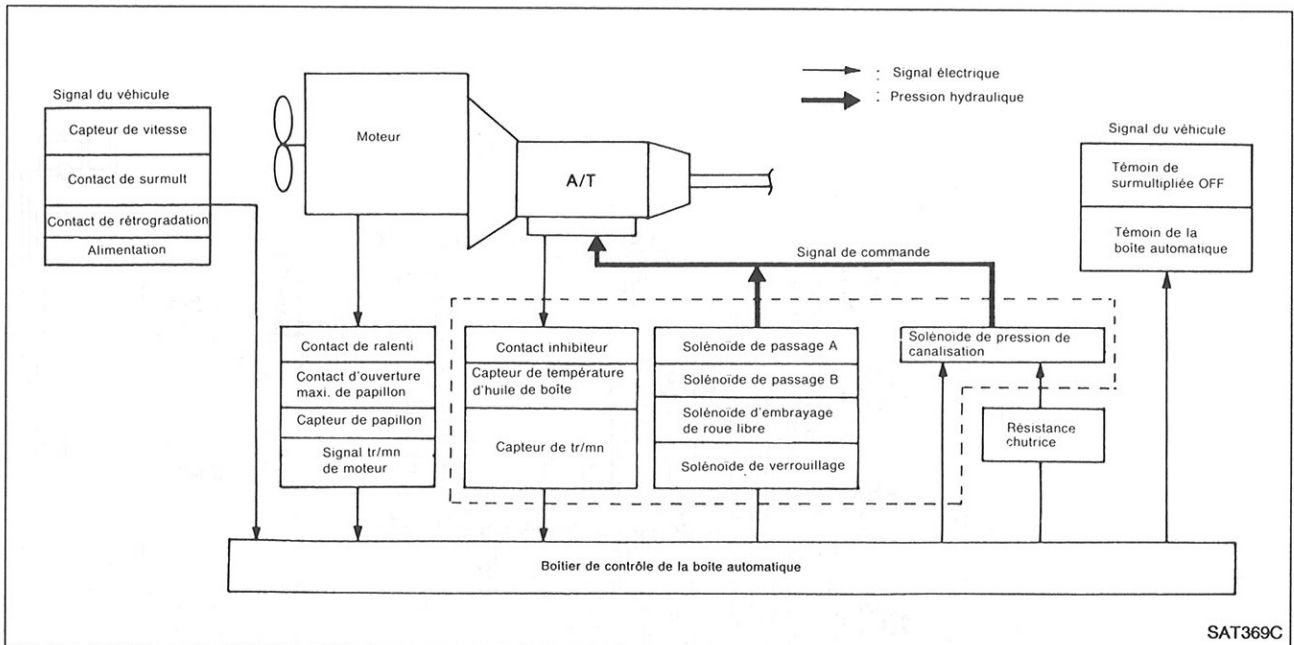 Signal du véhicule
Capteur de vitesse
Contact de surmult
Contact de rétrogradation
Alimentation
Moteur
A/T
: Signal électrique
: Pression hydraulique
Signal du véhicule
Témoin de
surmultipliée OFF
Témoin de la
boîte automatique
Signal de commande
Contact de ralenti
Contact d'ouverture
maxi. de papillon
Capteur de papillon
Signal tr/mn
de moteur
Contact inhibiteur
Capteur de température
d'huile de boîte
Capteur de tr/mn
Solénoïde de passage A
Solénoïde de passage B
Solénoïde d'embrayage
de roue libre
Solénoïde de verrouillage
Solénoïde de pression de
canalisation
Résistance
chutrice
Boîtier de contrôle de la boîte automatique
SAT369C